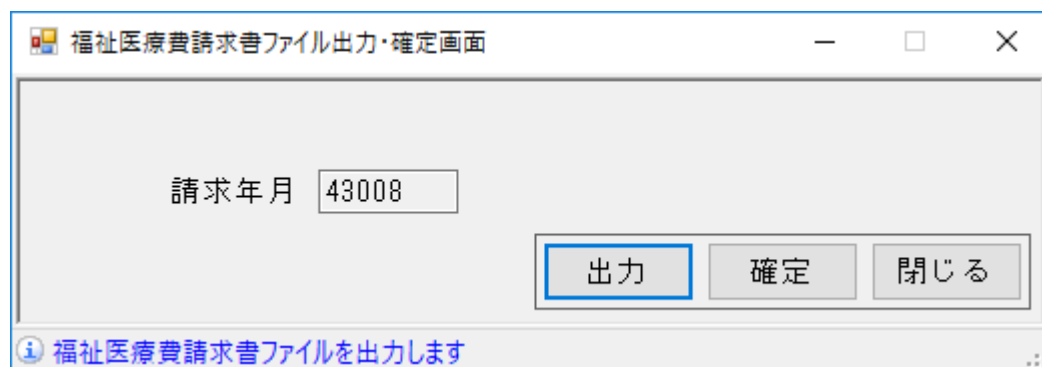 福祉医療費請求書ファイル出力・確定画面
請求年月 43008
出力 確定 閉じる
福祉医療費請求書ファイルを出力します